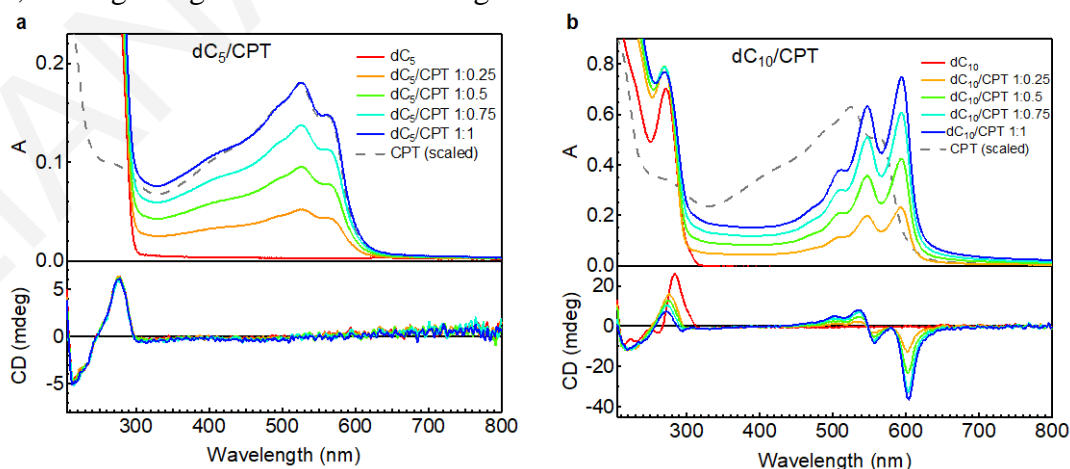 a
dC₅/CPT
dC₅
dC₅/CPT 1:0.25
dC₅/CPT 1:0.5
dC₅/CPT 1:0.75
dC₅/CPT 1:1
CPT (scaled)
A
0.2
0.1
0.0
CD (mdeg)
5
0
-5
300 400 500 600 700 800
Wavelength (nm)
b
dC₁₀/CPT
dC₁₀
dC₁₀/CPT 1:0.25
dC₁₀/CPT 1:0.5
dC₁₀/CPT 1:0.75
dC₁₀/CPT 1:1
CPT (scaled)
A
0.8
0.6
0.4
0.2
0.0
CD (mdeg)
20
0
-20
-40
300 400 500 600 700 800
Wavelength (nm)